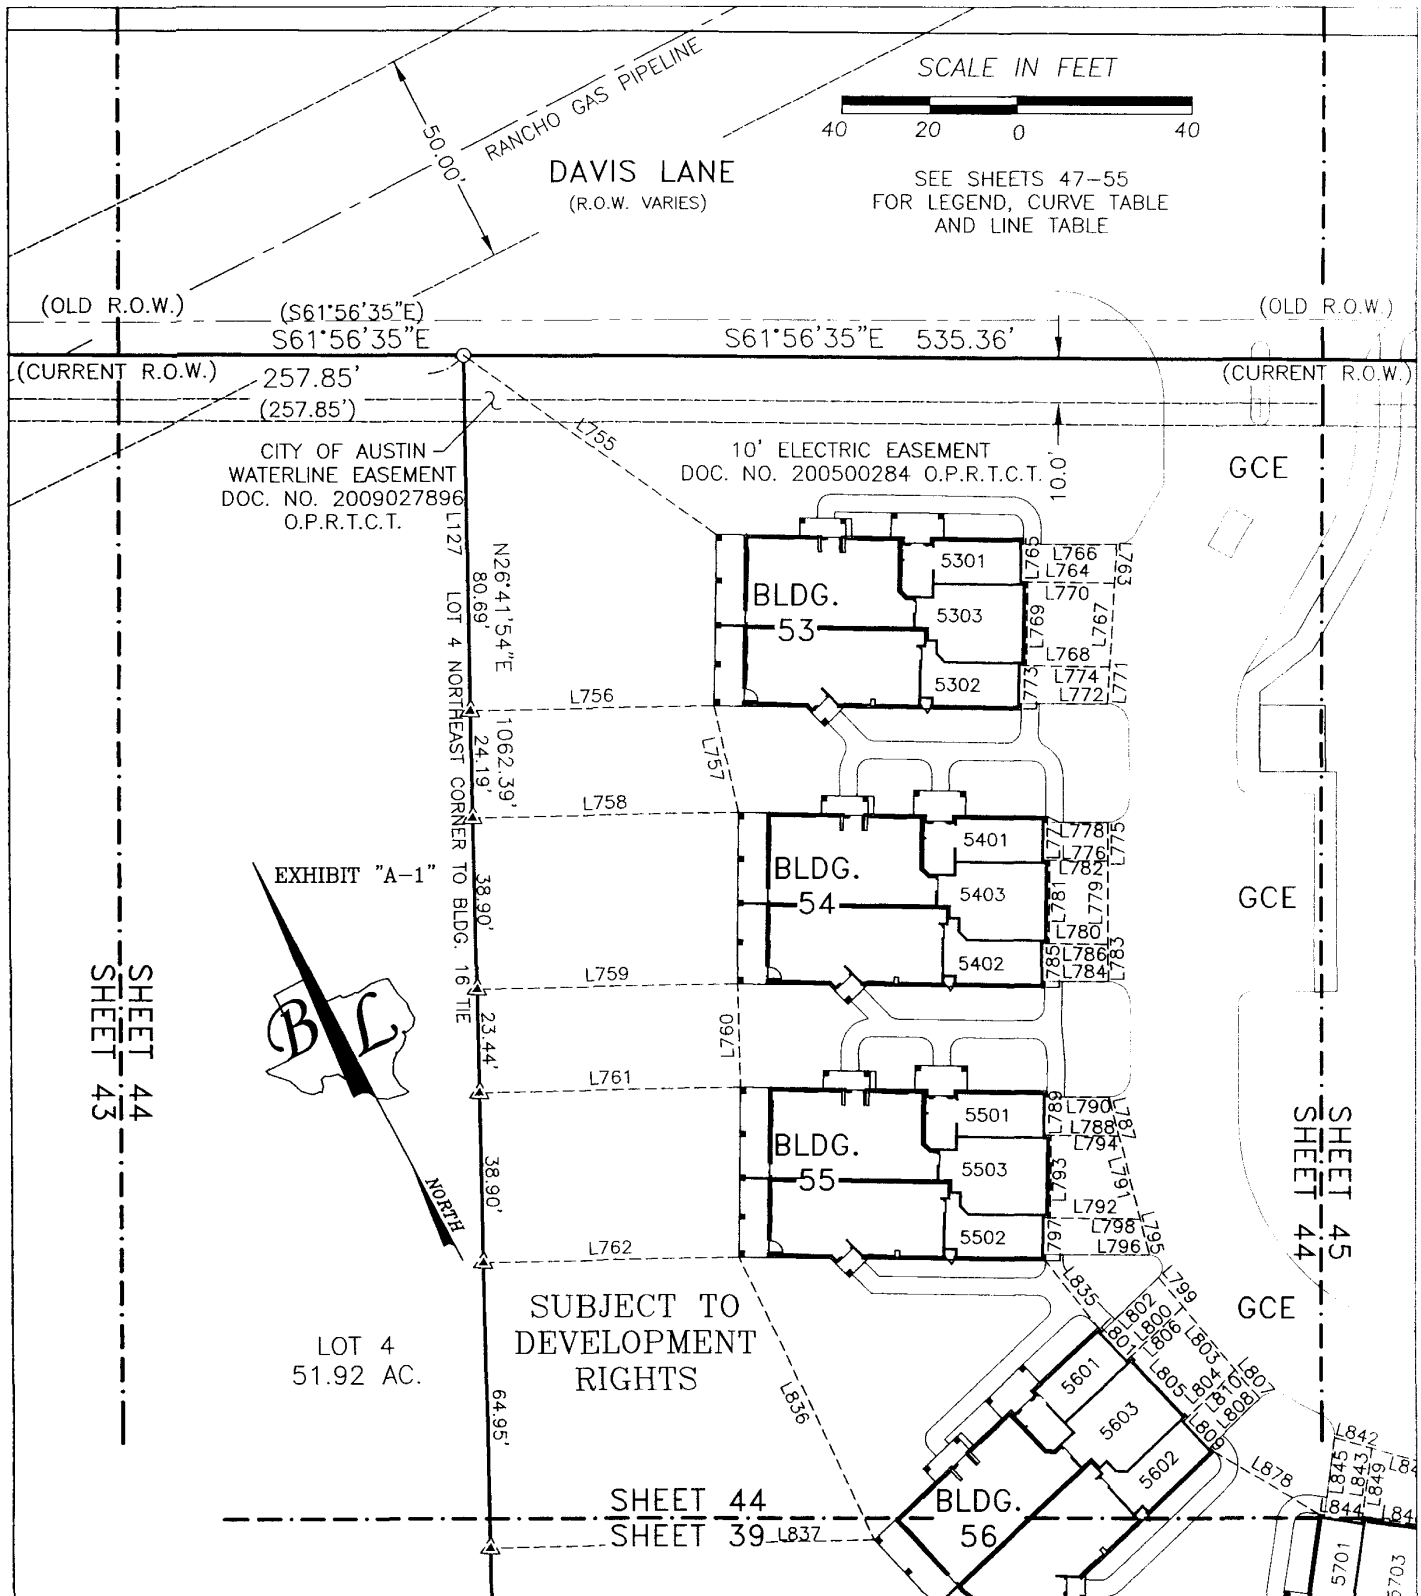 SCALE IN FEET
40 20 0 40
SEE SHEETS 47-55
FOR LEGEND, CURVE TABLE
AND LINE TABLE
RANCHO GAS PIPELINE
50.00'
DAVIS LANE
(R.O.W. VARIES)
(OLD R.O.W.)
(S61°56'35"E)
(OLD R.O.W.)
S61°56'35"E
S61°56'35"E 535.36'
(CURRENT R.O.W.)
257.85'
(CURRENT R.O.W.)
(257.85')
L755
CITY OF AUSTIN
WATERLINE EASEMENT
DOC. NO. 2009027896
O.P.R.T.C.T.
10' ELECTRIC EASEMENT
DOC. NO. 200500284 O.P.R.T.C.T.
10.0'
GCE
L127
LOT 4 NORTHEAST CORNER TO BLDG. 16 TIE
N26°41'54"E 1062.39'
80.69'
24.19'
38.90'
23.44'
38.90'
64.95'
BLDG.
53
5301
5303
5302
L765
L766
L764
L763
L770
L769
L767
L768
L774
L773
L772
L771
L756
L757
L758
BLDG.
54
5401
5403
5402
L778
L776
L775
L782
L781
L779
L780
L786
L785
L784
L783
GCE
EXHIBIT "A-1"
B L
NORTH
SHEET 44
SHEET 43
L759
L760
L761
BLDG.
55
5501
5503
5502
L789
L790
L788
L787
L794
L793
L791
L792
L798
L797
L796
L795
SHEET 45
SHEET 44
GCE
L762
SUBJECT TO
DEVELOPMENT
RIGHTS
LOT 4
51.92 AC.
L836
L835
L799
L802
L800
L801
L806
L803
L805
L804
L810
L807
L808
L809
5601
5603
5602
BLDG.
56
L878
L842
L845
L843
L849
L844
SHEET 44
SHEET 39
L837
5701
5703